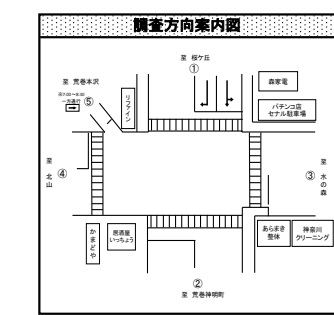 調査方向案内図
至 桜ケ丘
①
至 荒巻本沢
※7:00～8:30
一方通行
⑤
リファイン
森家電
パチンコ店
セナル駐車場
至 北山
④
③
至 水の森
かまどや
居酒屋
いっちょう
あらまき
整体
神奈川
クリーニング
②
至 荒巻神明町